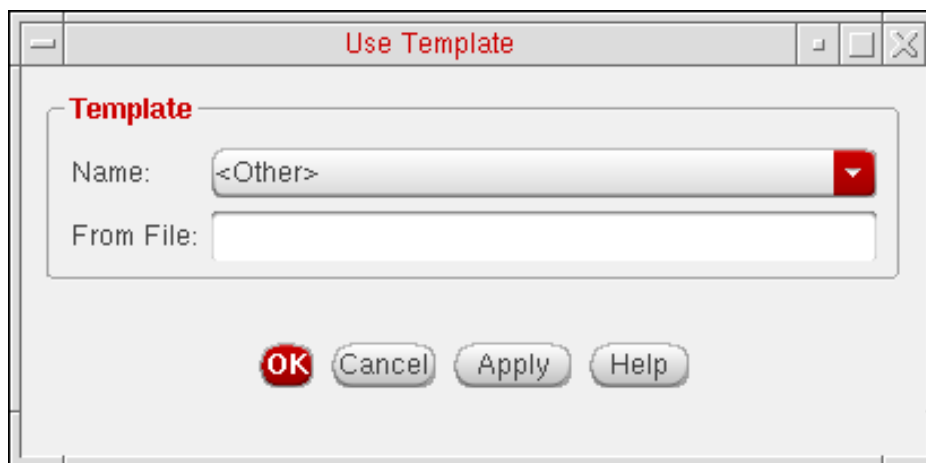 Use Template
Template
Name: <Other>
From File:
OK Cancel Apply Help